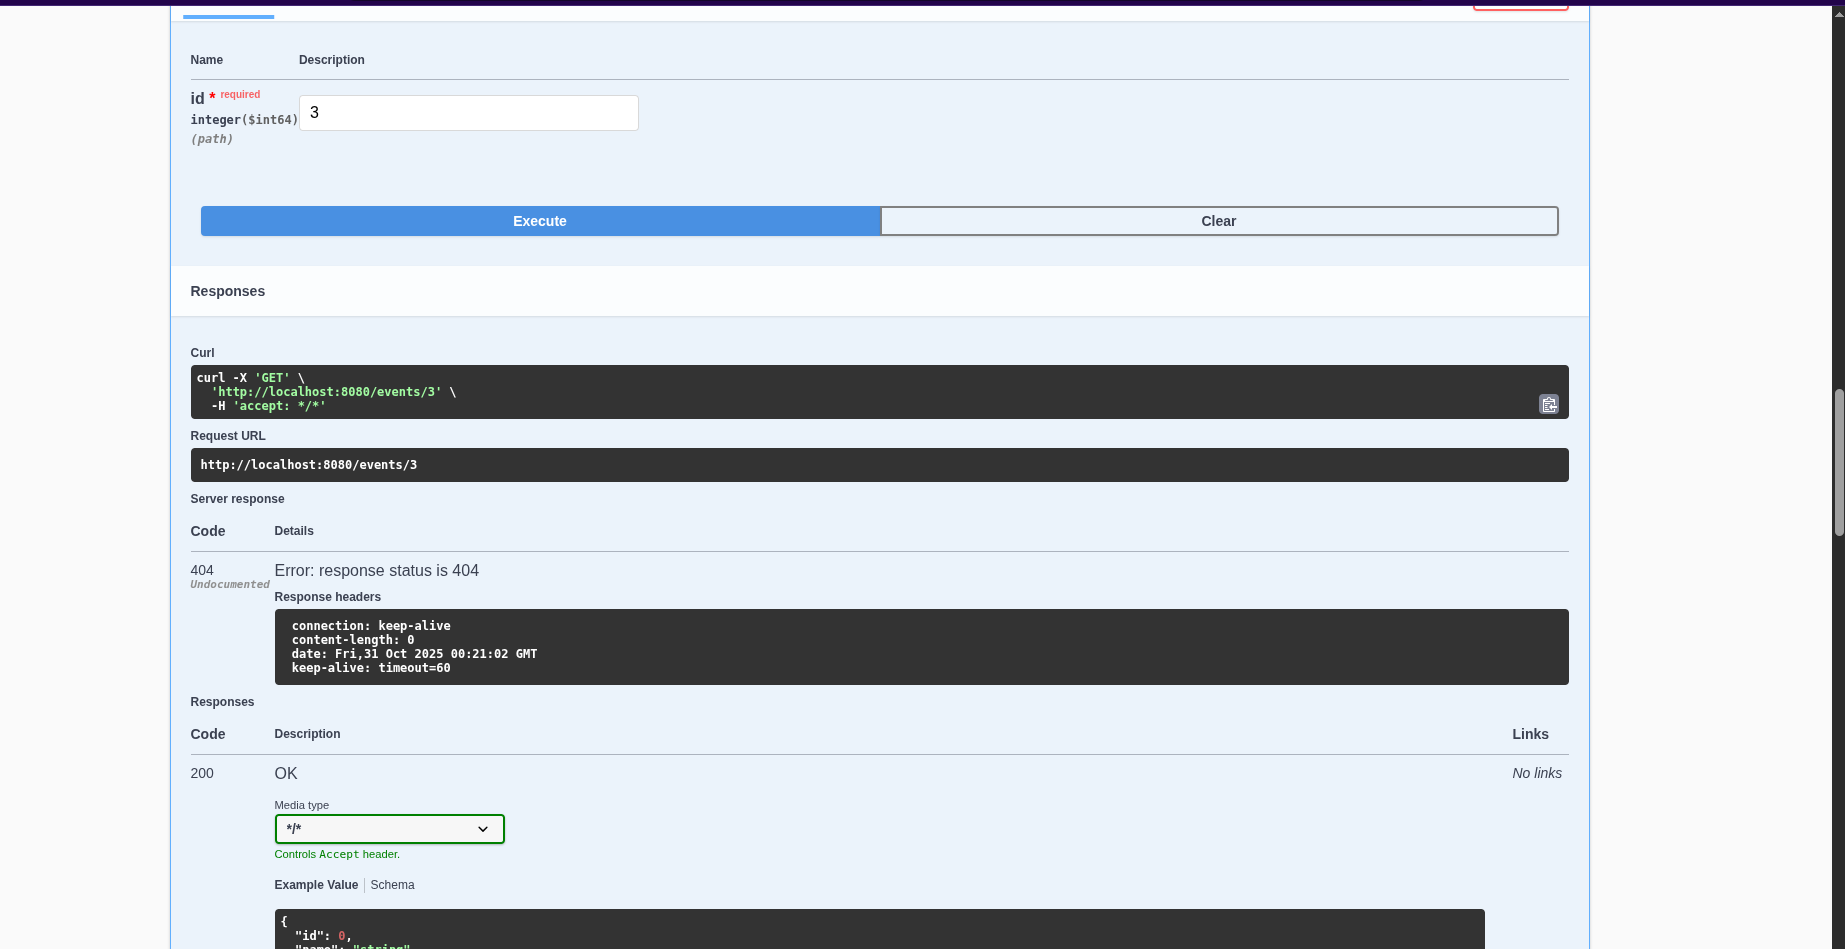 Name Description
id * required
integer($int64)
(path)
3
Execute Clear
Responses
Curl
curl -X 'GET' \
'http://localhost:8080/events/3' \
-H 'accept: */*'
Request URL
http://localhost:8080/events/3
Server response
Code Details
404 Error: response status is 404
Undocumented
Response headers
connection: keep-alive
content-length: 0
date: Fri,31 Oct 2025 00:21:02 GMT
keep-alive: timeout=60
Responses
Code Description Links
200 OK No links
Media type
*/*
Controls Accept header.
Example Value Schema
{
"id": 0,
"name": "string"